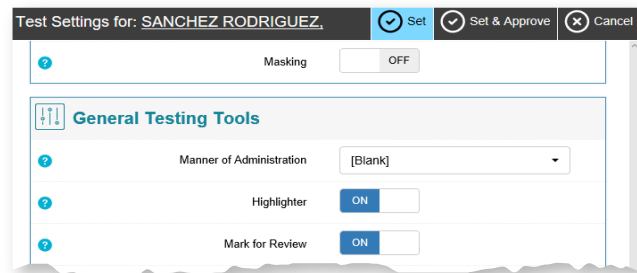 Test Settings for: SANCHEZ RODRIGUEZ, Set Set & Approve Cancel
? Masking OFF
General Testing Tools
? Manner of Administration [Blank]
? Highlighter ON
? Mark for Review ON